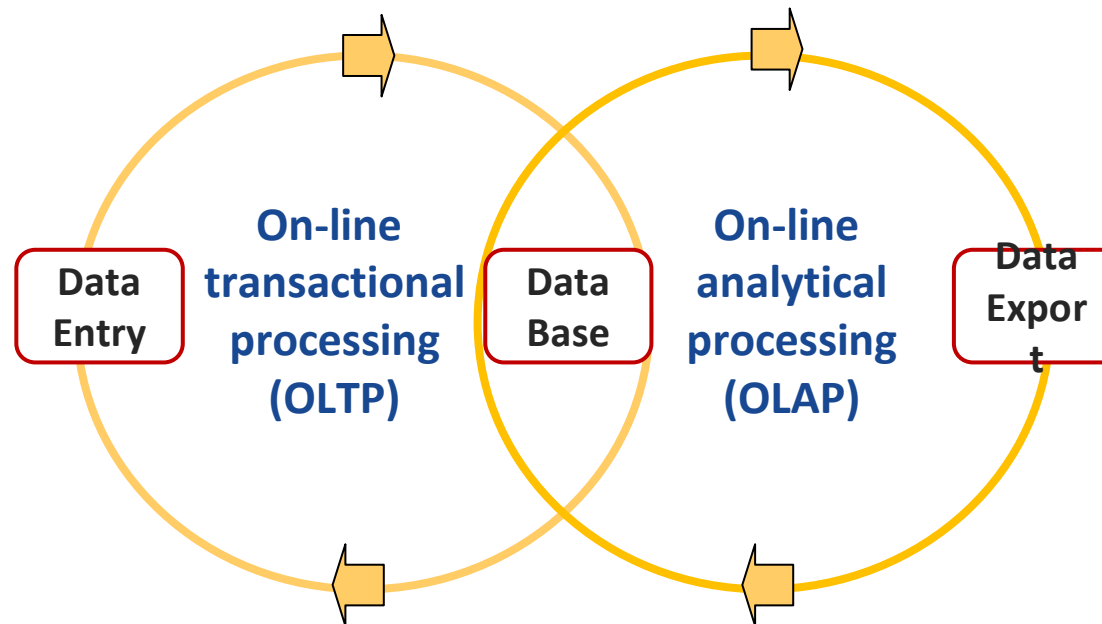 Data
Entry
On-line
transactional
processing
(OLTP)
Data
Base
On-line
analytical
processing
(OLAP)
Data
Expor
t